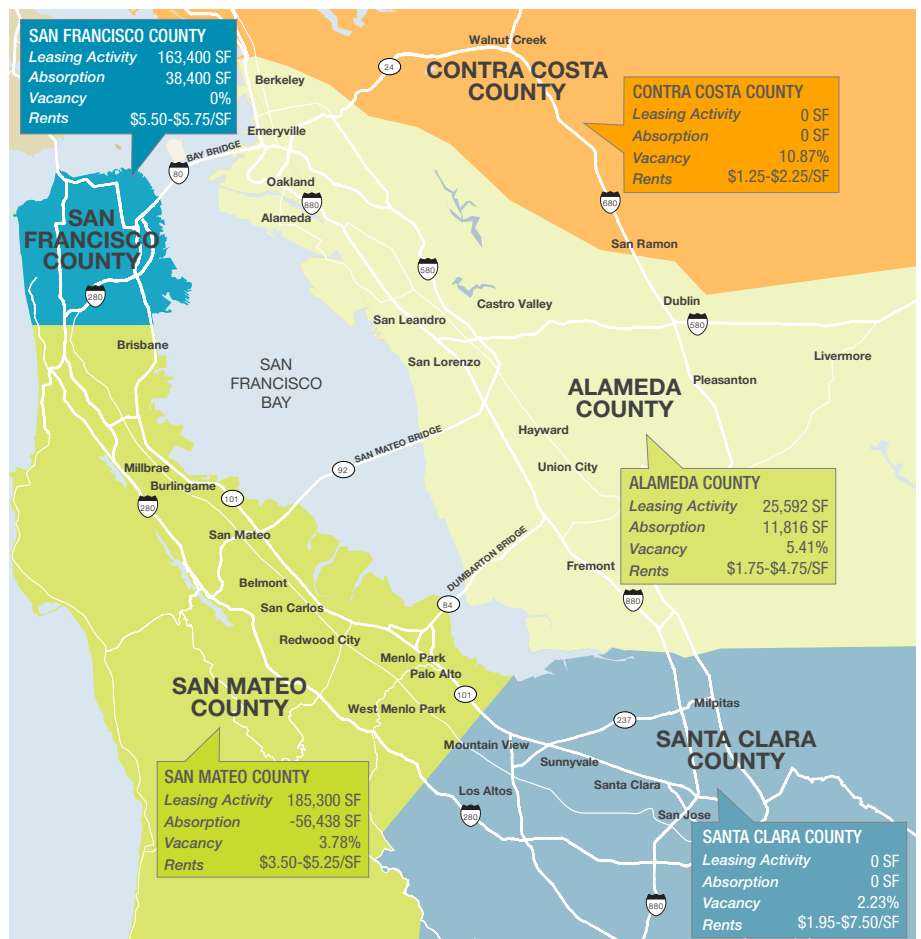 SAN FRANCISCO COUNTY
Leasing Activity 163,400 SF
Absorption 38,400 SF
Vacancy 0%
Rents $5.50-$5.75/SF
Walnut Creek
24
CONTRA COSTA
COUNTY
Berkeley
CONTRA COSTA COUNTY
Leasing Activity 0 SF
Absorption 0 SF
Vacancy 10.87%
Rents $1.25-$2.25/SF
Emeryville
BAY BRIDGE
80
Oakland
880
Alameda
680
SAN
FRANCISCO
COUNTY
San Ramon
580
280
Castro Valley
Dublin
580
San Leandro
Brisbane
Livermore
San Lorenzo
SAN
FRANCISCO
BAY
Pleasanton
ALAMEDA
COUNTY
Hayward
SAN MATEO BRIDGE
92
Union City
Millbrae
Burlingame
280
101
ALAMEDA COUNTY
Leasing Activity 25,592 SF
Absorption 11,816 SF
Vacancy 5.41%
Rents $1.75-$4.75/SF
San Mateo
DUMBARTON BRIDGE
Fremont
Belmont
880
84
San Carlos
Redwood City
Menlo Park
Palo Alto
SAN MATEO
COUNTY
101
West Menlo Park
Milpitas
237
Mountain View
SANTA CLARA
COUNTY
Sunnyvale
Santa Clara
SAN MATEO COUNTY
Leasing Activity 185,300 SF
Absorption -56,438 SF
Vacancy 3.78%
Rents $3.50-$5.25/SF
Los Altos
280
San Jose
SANTA CLARA COUNTY
Leasing Activity 0 SF
Absorption 0 SF
Vacancy 2.23%
Rents $1.95-$7.50/SF
880